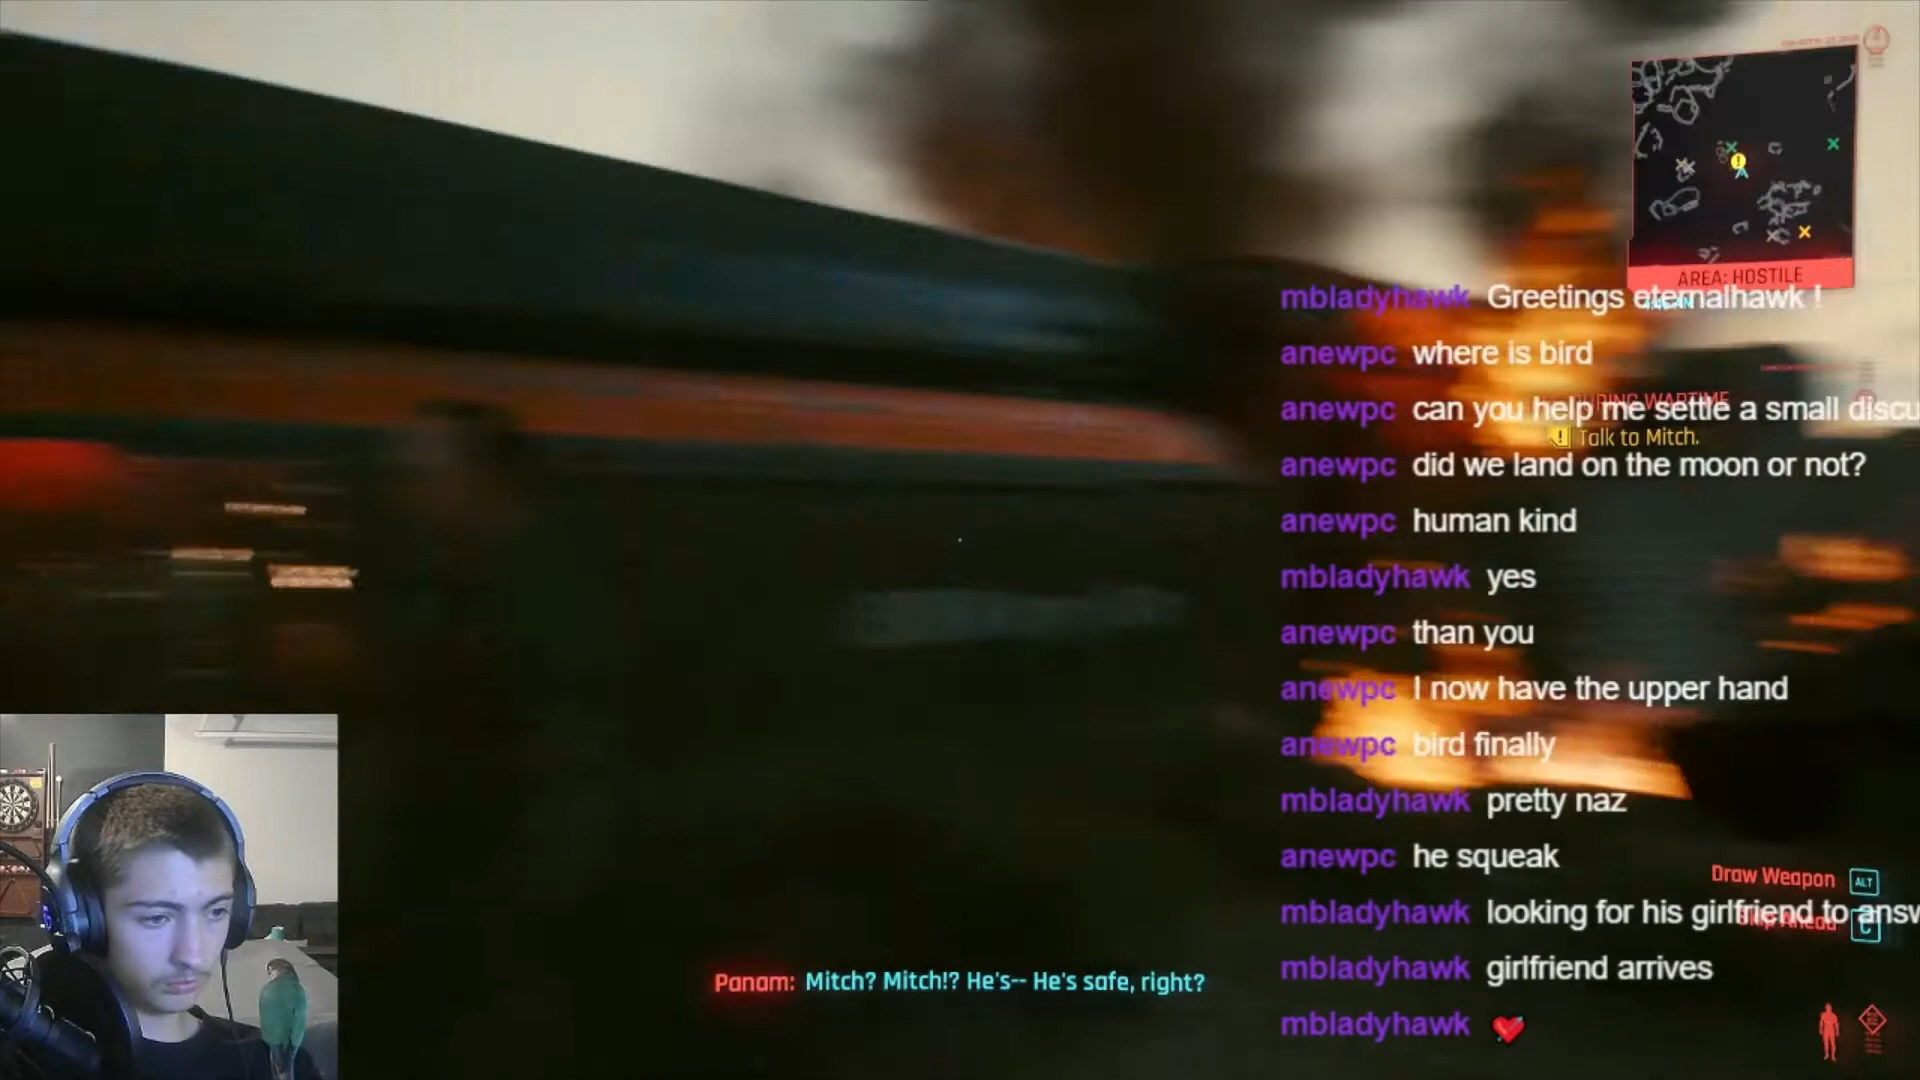 AREA: HOSTILE
mbladyhawk Greetings eternalhawk !
anewpc where is bird
WARTIME
anewpc can you help me settle a small discu
Talk to Mitch.
anewpc did we land on the moon or not?
anewpc human kind
mbladyhawk yes
anewpc than you
anewpc I now have the upper hand
anewpc bird finally
mbladyhawk pretty naz
anewpc he squeak
Draw Weapon ALT
mbladyhawk looking for his girlfriend to answ
Skip Ahead C
mbladyhawk girlfriend arrives
Panam: Mitch? Mitch!? He's-- He's safe, right?
mbladyhawk